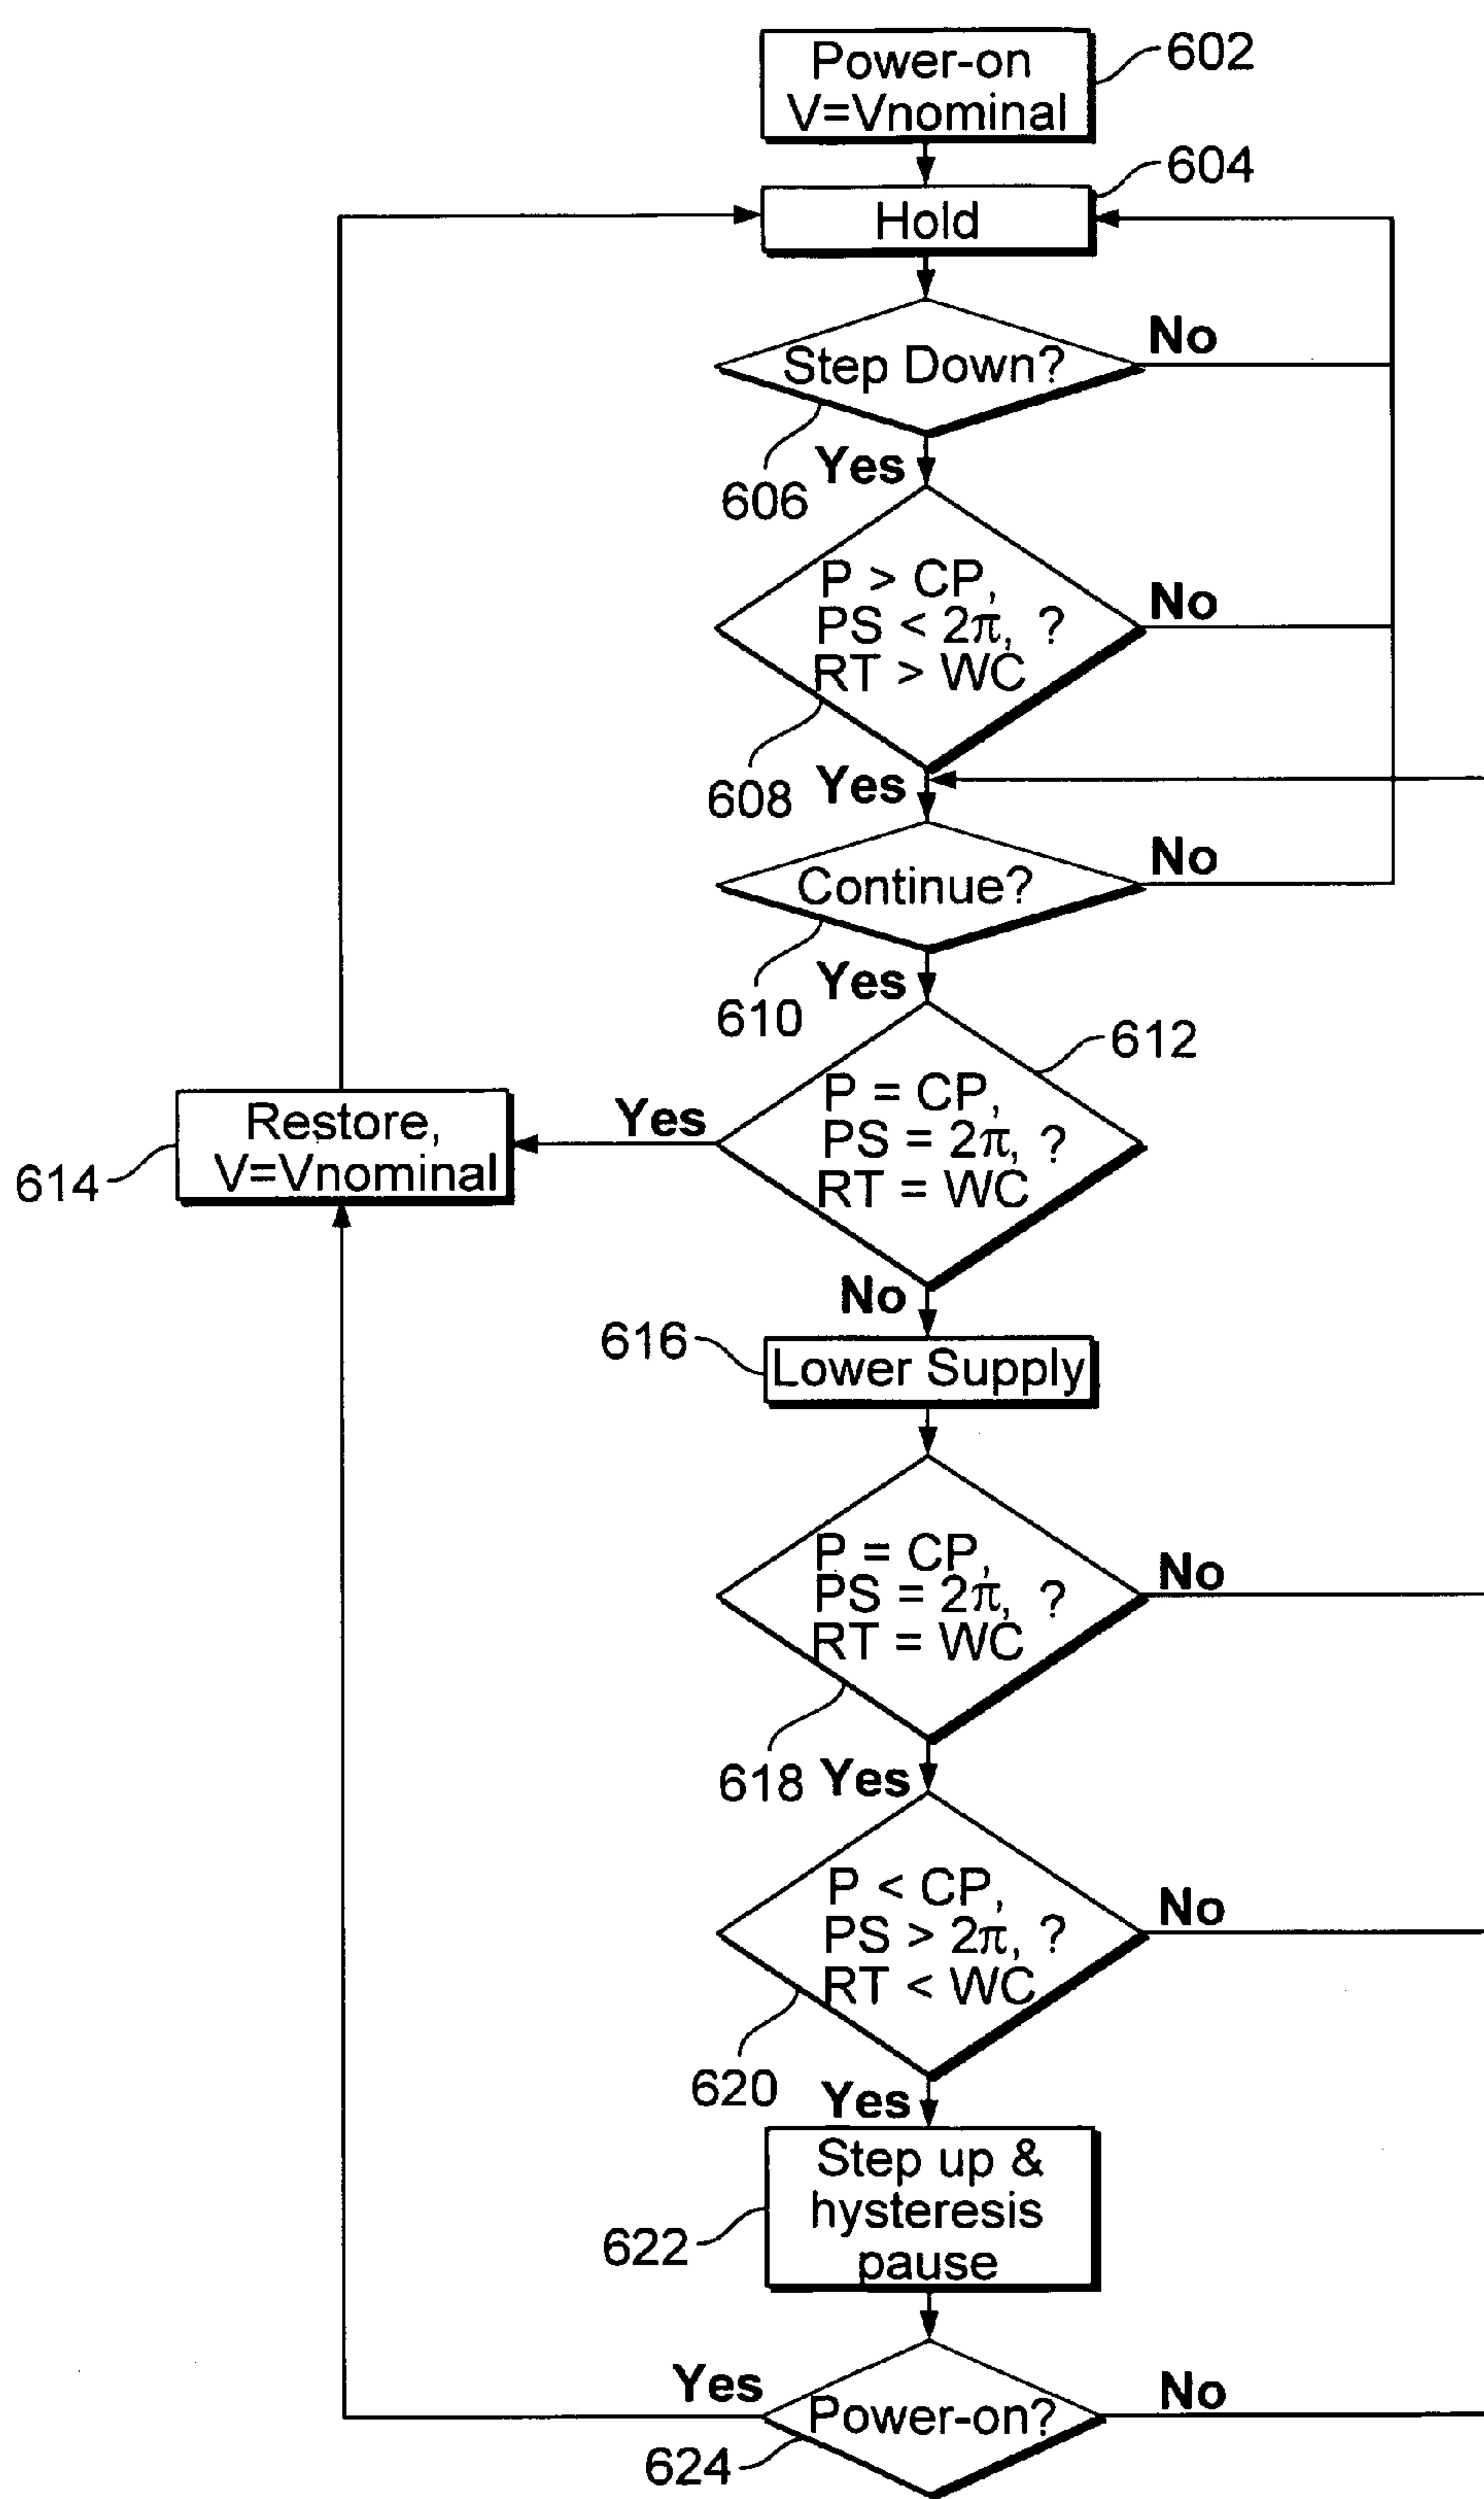 Power-on
V=Vnominal
602
604
Hold
Step Down?
No
606
Yes
P > CP,
PS < 2π, ?
RT > WC
No
608
Yes
Continue?
No
610
Yes
612
P = CP,
PS = 2π, ?
RT = WC
Yes
Restore,
V=Vnominal
614
No
616
Lower Supply
P = CP,
PS = 2π, ?
RT = WC
No
618
Yes
P < CP,
PS > 2π, ?
RT < WC
No
620
Yes
Step up &
hysteresis
pause
622
Yes
Power-on?
No
624